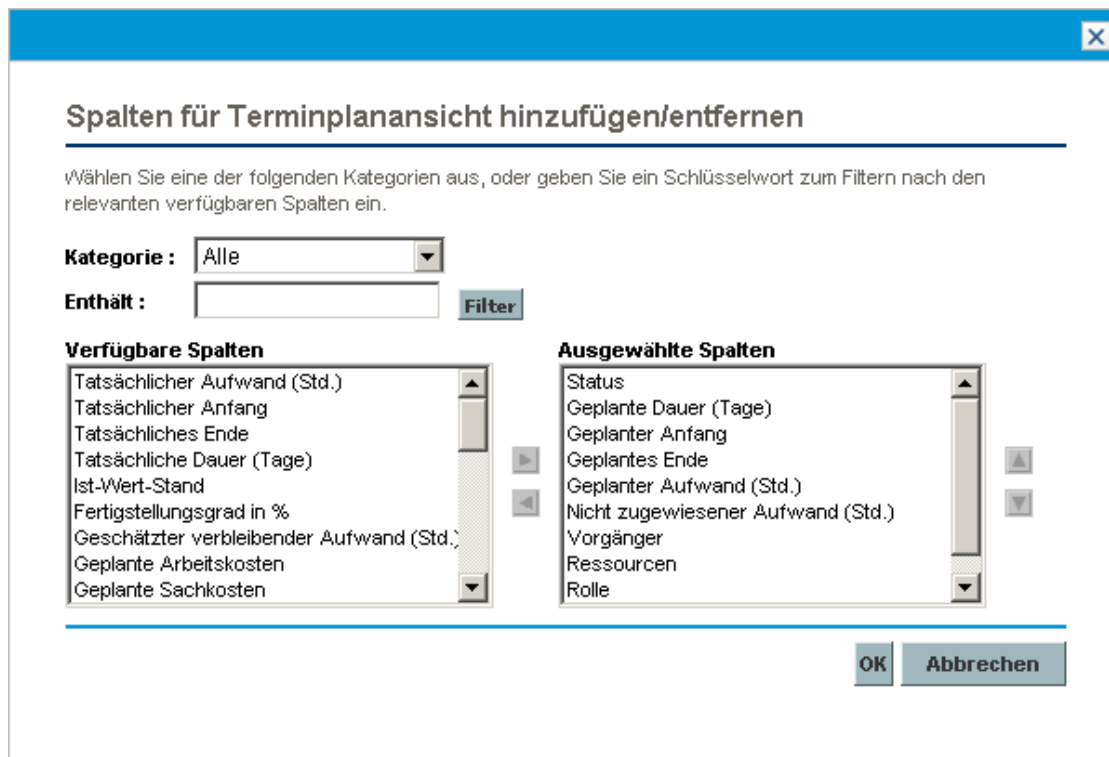 Spalten für Terminplanansicht hinzufügen/entfernen
Wählen Sie eine der folgenden Kategorien aus, oder geben Sie ein Schlüsselwort zum Filtern nach den
relevanten verfügbaren Spalten ein.
Kategorie : Alle
Enthält : Filter
Verfügbare Spalten
Tatsächlicher Aufwand (Std.)
Tatsächlicher Anfang
Tatsächliches Ende
Tatsächliche Dauer (Tage)
Ist-Wert-Stand
Fertigstellungsgrad in %
Geschätzter verbleibender Aufwand (Std.)
Geplante Arbeitskosten
Geplante Sachkosten
Ausgewählte Spalten
Status
Geplante Dauer (Tage)
Geplanter Anfang
Geplantes Ende
Geplanter Aufwand (Std.)
Nicht zugewiesener Aufwand (Std.)
Vorgänger
Ressourcen
Rolle
OK Abbrechen